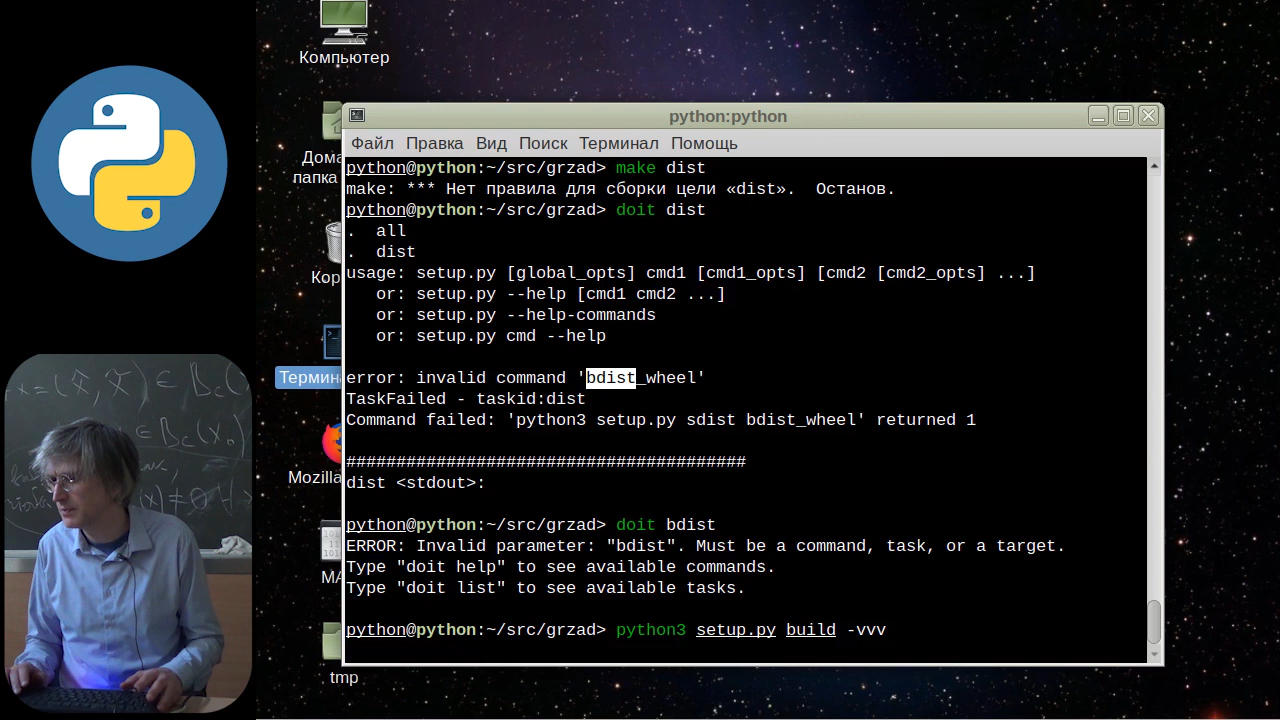 Компьютер
python:python
Файл Правка Вид Поиск Терминал Помощь
python@python:~/src/grzad> make dist
make: *** Нет правила для сборки цели «dist».  Останов.
python@python:~/src/grzad> doit dist
.  all
.  dist
usage: setup.py [global_opts] cmd1 [cmd1_opts] [cmd2 [cmd2_opts] ...]
   or: setup.py --help [cmd1 cmd2 ...]
   or: setup.py --help-commands
   or: setup.py cmd --help
error: invalid command 'bdist_wheel'
TaskFailed - taskid:dist
Command failed: 'python3 setup.py sdist bdist_wheel' returned 1
########################################
dist <stdout>:
python@python:~/src/grzad> doit bdist
ERROR: Invalid parameter: "bdist". Must be a command, task, or a target.
Type "doit help" to see available commands.
Type "doit list" to see available tasks.
python@python:~/src/grzad> python3 setup.py build -vvv
папка
Mozilla
tmp